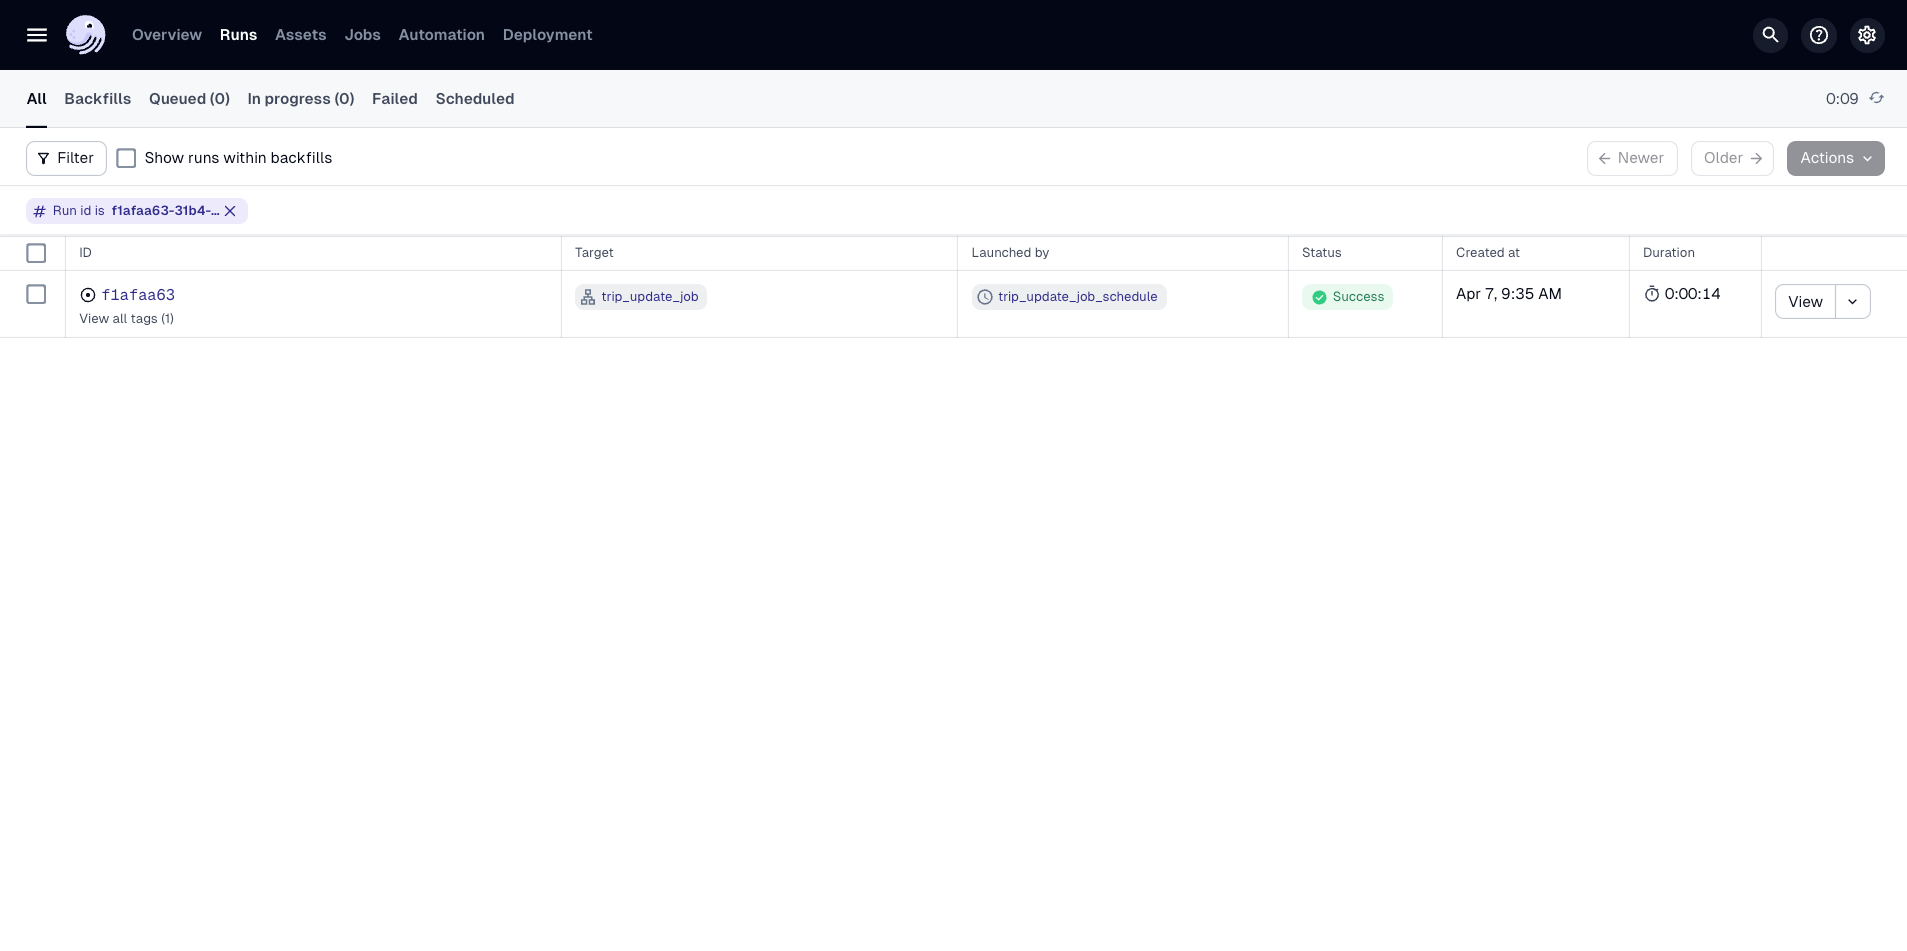 Overview Runs Assets Jobs Automation Deployment
All Backfills Queued (0) In progress (0) Failed Scheduled 0:09
Filter Show runs within backfills Newer Older Actions
# Run id is f1afaa63-31b4-...
ID Target Launched by Status Created at Duration
f1afaa63 trip_update_job trip_update_job_schedule Success Apr 7, 9:35 AM 0:00:14 View
View all tags (1)